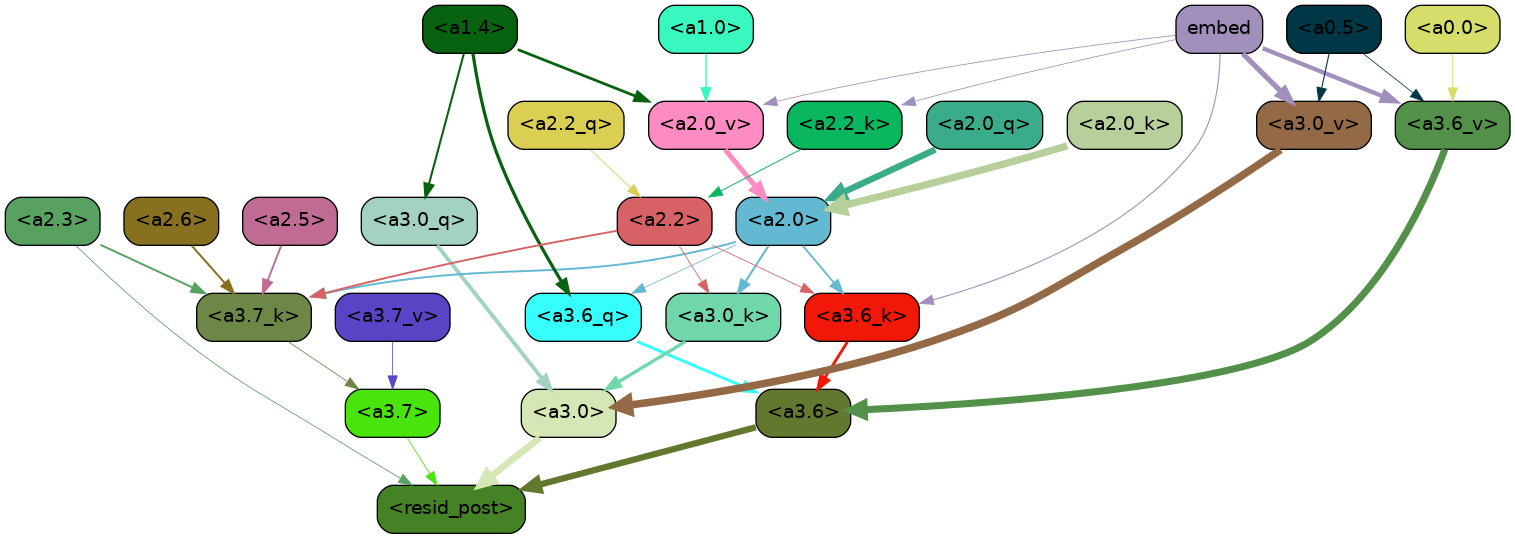 <a1.4>
<a1.0>
embed
<a0.5>
<a0.0>
<a2.2_q>
<a2.0_v>
<a2.2_k>
<a2.0_q>
<a2.0_k>
<a3.0_v>
<a3.6_v>
<a2.3>
<a2.6>
<a2.5>
<a3.0_q>
<a2.2>
<a2.0>
<a3.7_k>
<a3.7_v>
<a3.6_q>
<a3.0_k>
<a3.6_k>
<a3.7>
<a3.0>
<a3.6>
<resid_post>